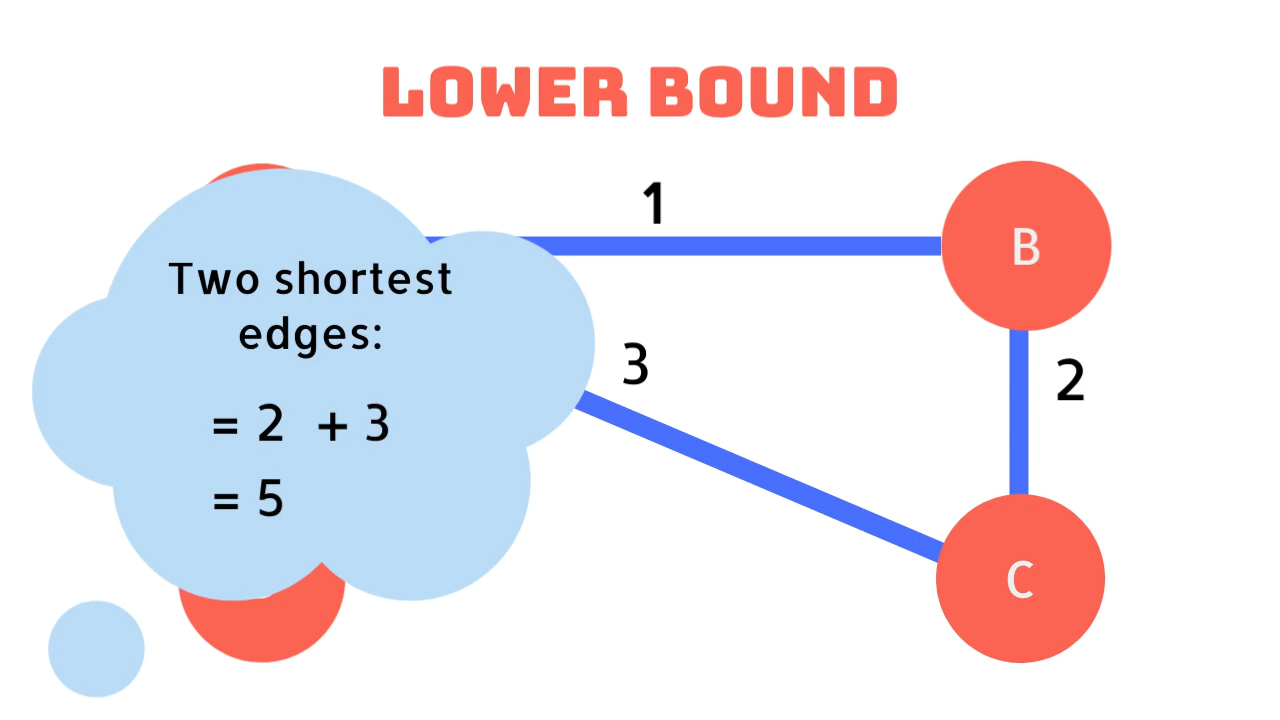 LOWER BOUND
1
B
Two shortest
edges:
3
2
= 2 + 3
= 5
C